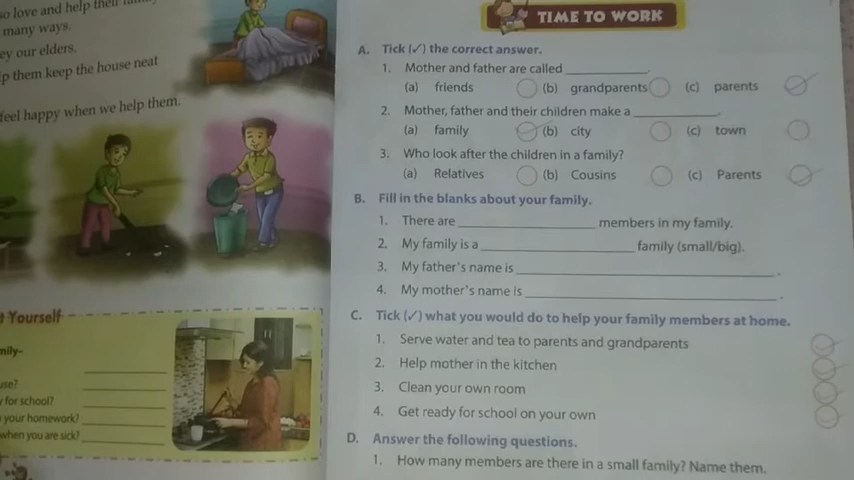 so love and help their
many ways.
ey our elders.
p them keep the house neat
feel happy when we help them.
t Yourself
mily-
use?
y for school?
your homework?
when you are sick?
TIME TO WORK
A. Tick (✓) the correct answer.
1. Mother and father are called ____________.
(a) friends (b) grandparents (c) parents
2. Mother, father and their children make a ____________.
(a) family (b) city (c) town
3. Who look after the children in a family?
(a) Relatives (b) Cousins (c) Parents
B. Fill in the blanks about your family.
1. There are ____________ members in my family.
2. My family is a ____________ family (small/big).
3. My father's name is ____________.
4. My mother's name is ____________.
C. Tick (✓) what you would do to help your family members at home.
1. Serve water and tea to parents and grandparents
2. Help mother in the kitchen
3. Clean your own room
4. Get ready for school on your own
D. Answer the following questions.
1. How many members are there in a small family? Name them.